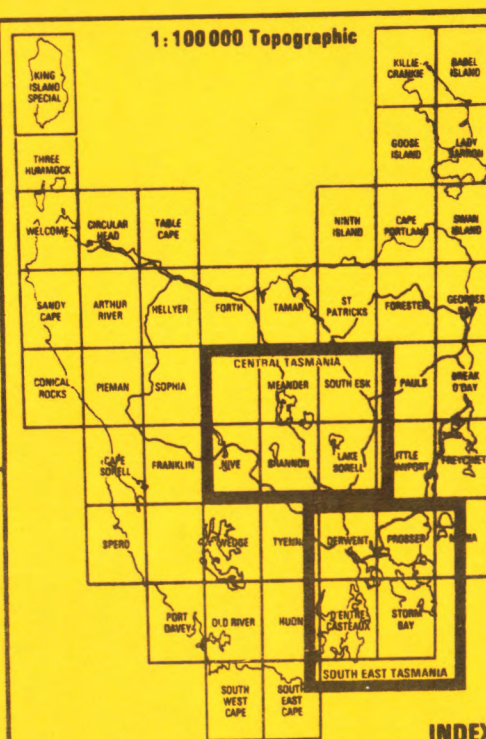 1:100 000 Topographic
KING
ISLAND
SPECIAL
KILLIE
CRANKIE
BABEL
ISLAND
THREE
HUMMOCK
GOOSE
ISLAND
LADY
BARRON
WELCOME
CIRCULAR
HEAD
TABLE
CAPE
NINTH
ISLAND
CAPE
PORTLAND
SWAN
ISLAND
SANDY
CAPE
ARTHUR
RIVER
HELLYER
FORTH
TAMAR
ST
PATRICKS
FORESTER
GEORGES
BAY
CENTRAL TASMANIA
CONICAL
ROCKS
PIEMAN
SOPHIA
MEANDER
SOUTH ESK
ST PAULS
BREAK
O'DAY
CAPE
SORELL
FRANKLIN
NIVE
SHANNON
LAKE
SORELL
FREYCINET
SPERO
WEDGE
DERWENT
PROSSER
PORT
DAVEY
OLD RIVER
HUON
D'ENTRE
CASTEAUX
STORM
BAY
SOUTH EAST TASMANIA
SOUTH
WEST
CAPE
SOUTH
EAST
CAPE
INDEX